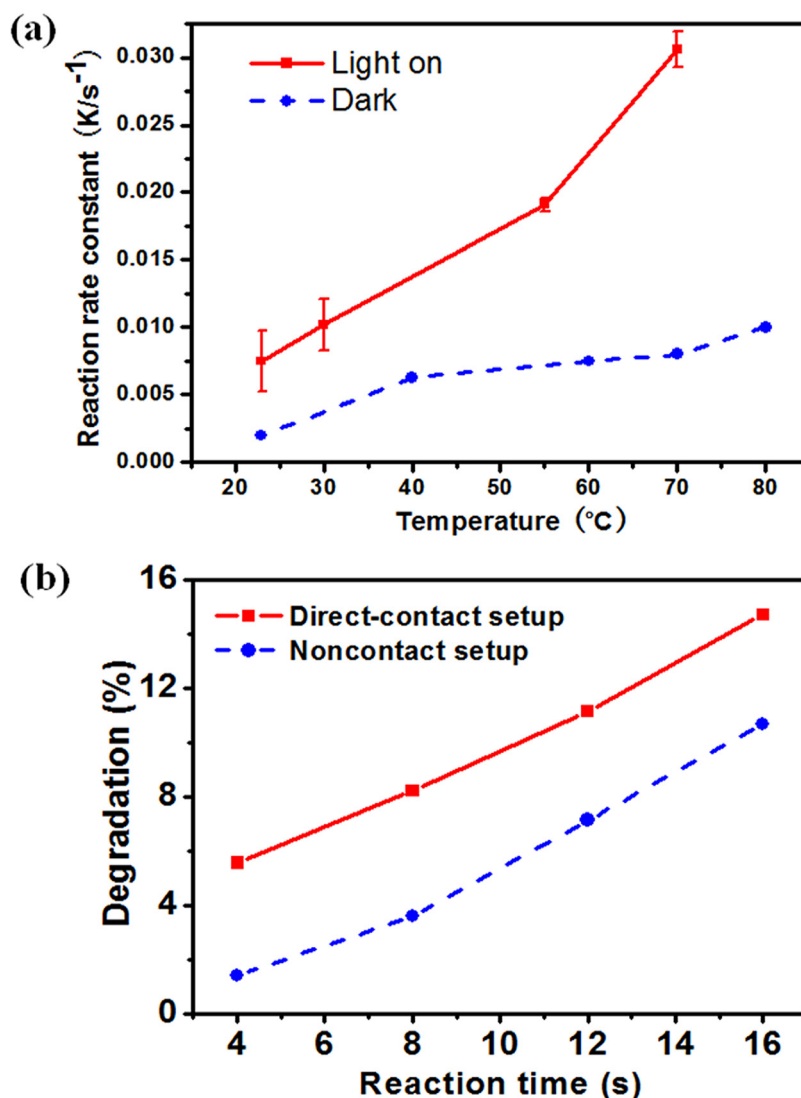 (a)
Reaction rate constant (K/s⁻¹)
0.030
0.025
0.020
0.015
0.010
0.005
0.000
Light on
Dark
20 30 40 50 60 70 80
Temperature (℃)
(b)
Degradation (%)
16
12
8
4
0
Direct-contact setup
Noncontact setup
4 6 8 10 12 14 16
Reaction time (s)